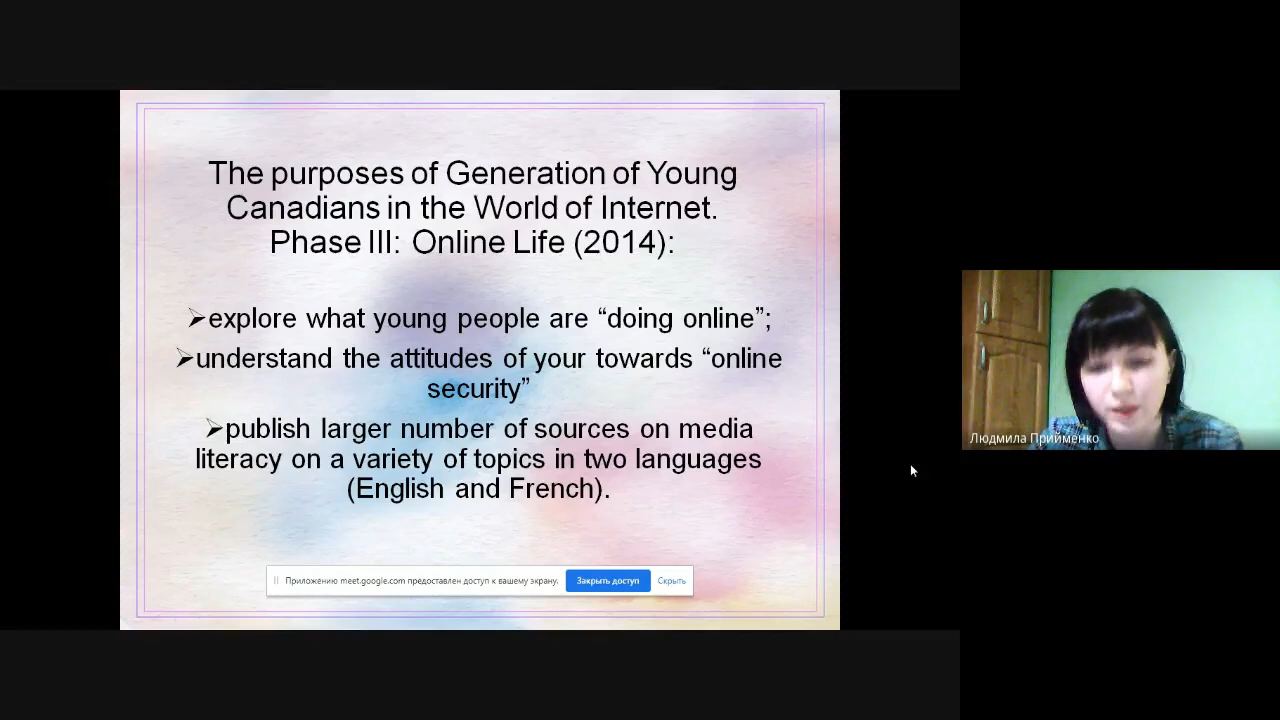 The purposes of Generation of Young
Canadians in the World of Internet.
Phase III: Online Life (2014):
➢explore what young people are “doing online”;
➢understand the attitudes of your towards “online
security”
➢publish larger number of sources on media
literacy on a variety of topics in two languages
(English and French).
Приложению meet.google.com предоставлен доступ к вашему экрану. Закрыть доступ Скрыть
Людмила Прийменко